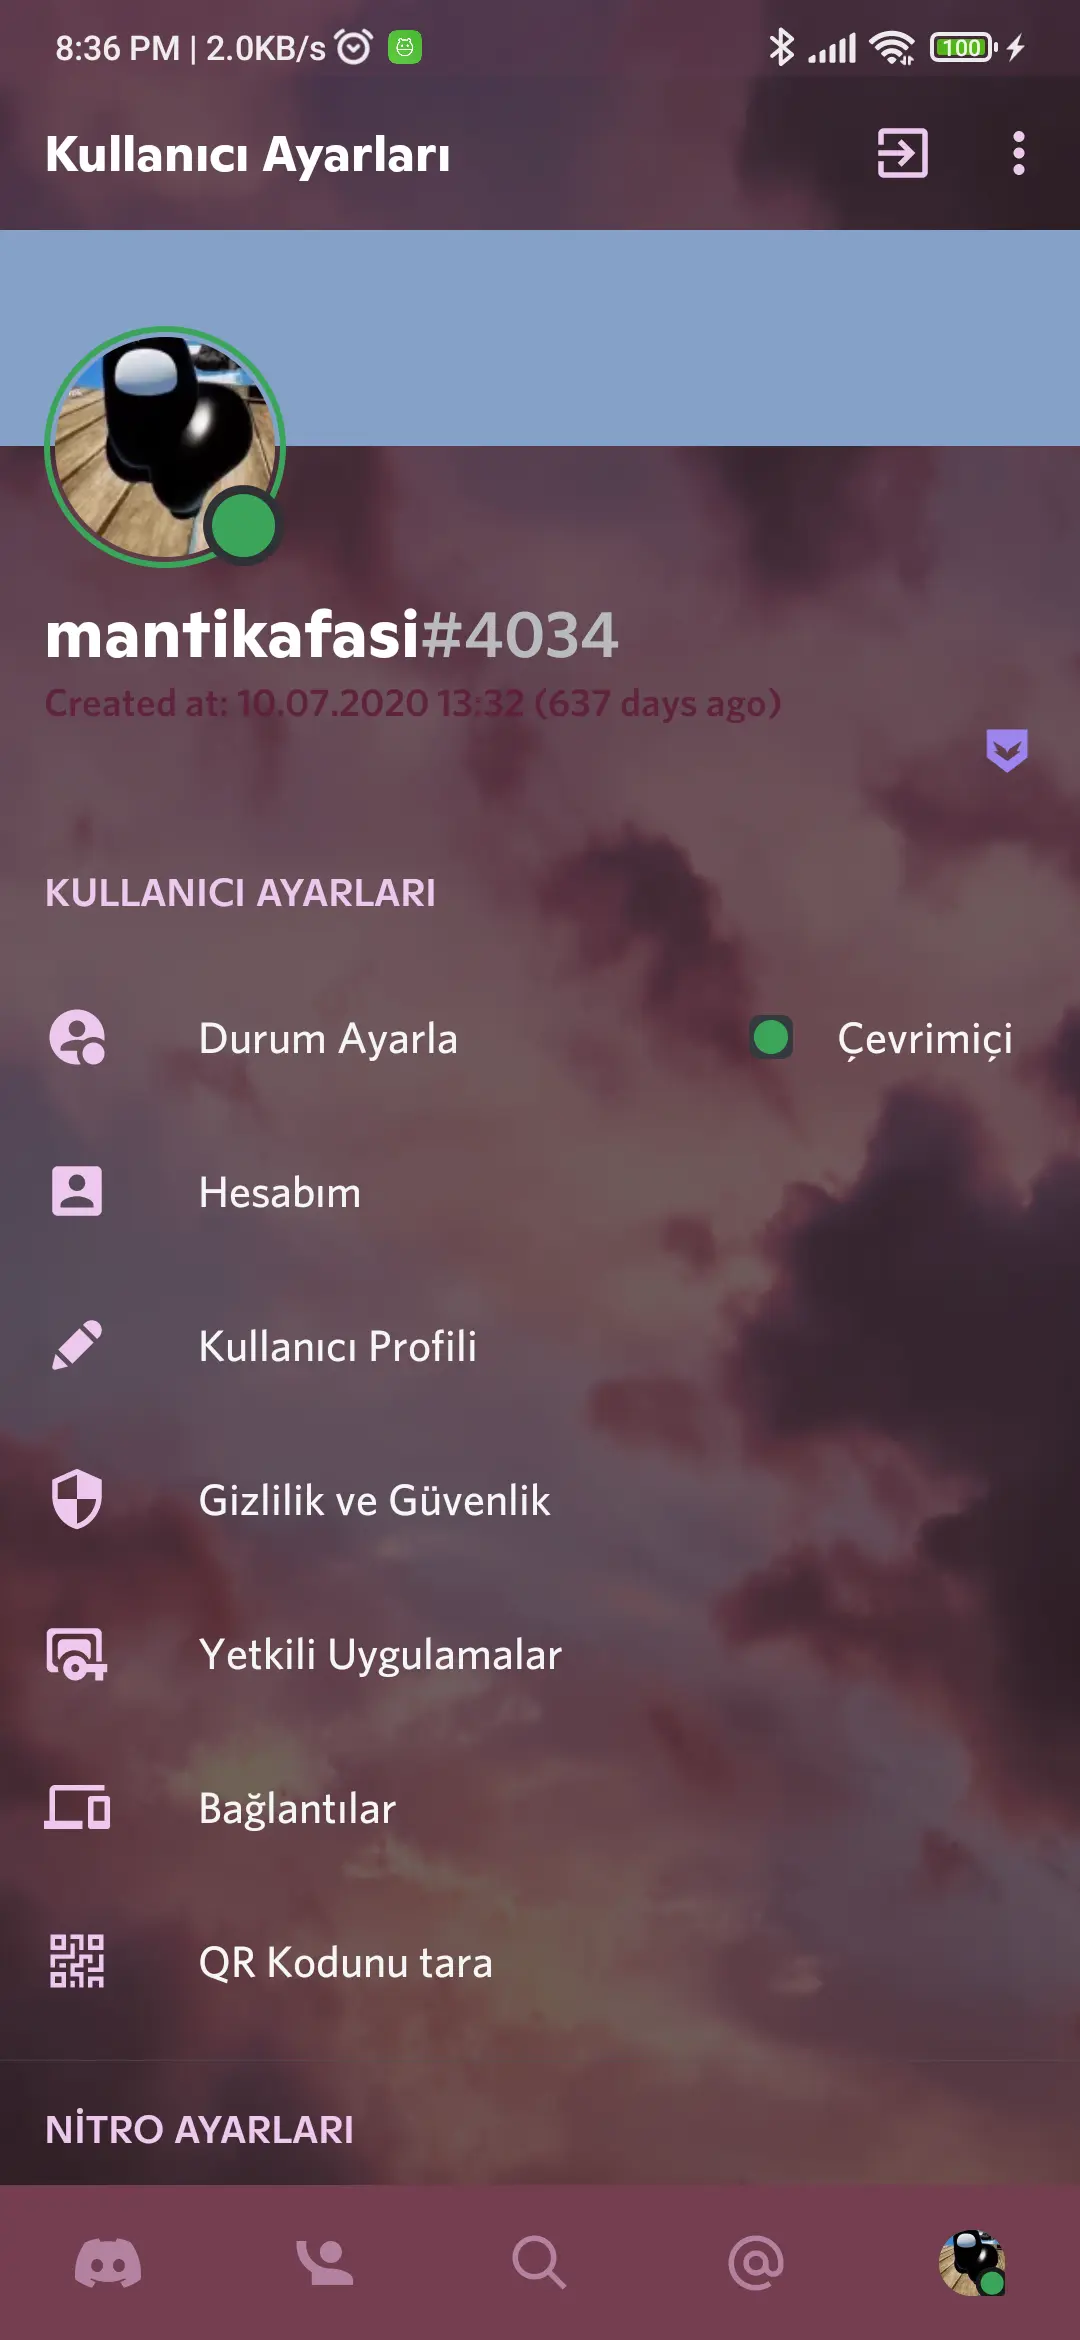 8:36 PM | 2.0KB/s 100
Kullanıcı Ayarları
mantikafasi#4034
Created at: 10.07.2020 13:32 (637 days ago)
KULLANICI AYARLARI
Durum Ayarla Çevrimiçi
Hesabım
Kullanıcı Profili
Gizlilik ve Güvenlik
Yetkili Uygulamalar
Bağlantılar
QR Kodunu tara
NİTRO AYARLARI